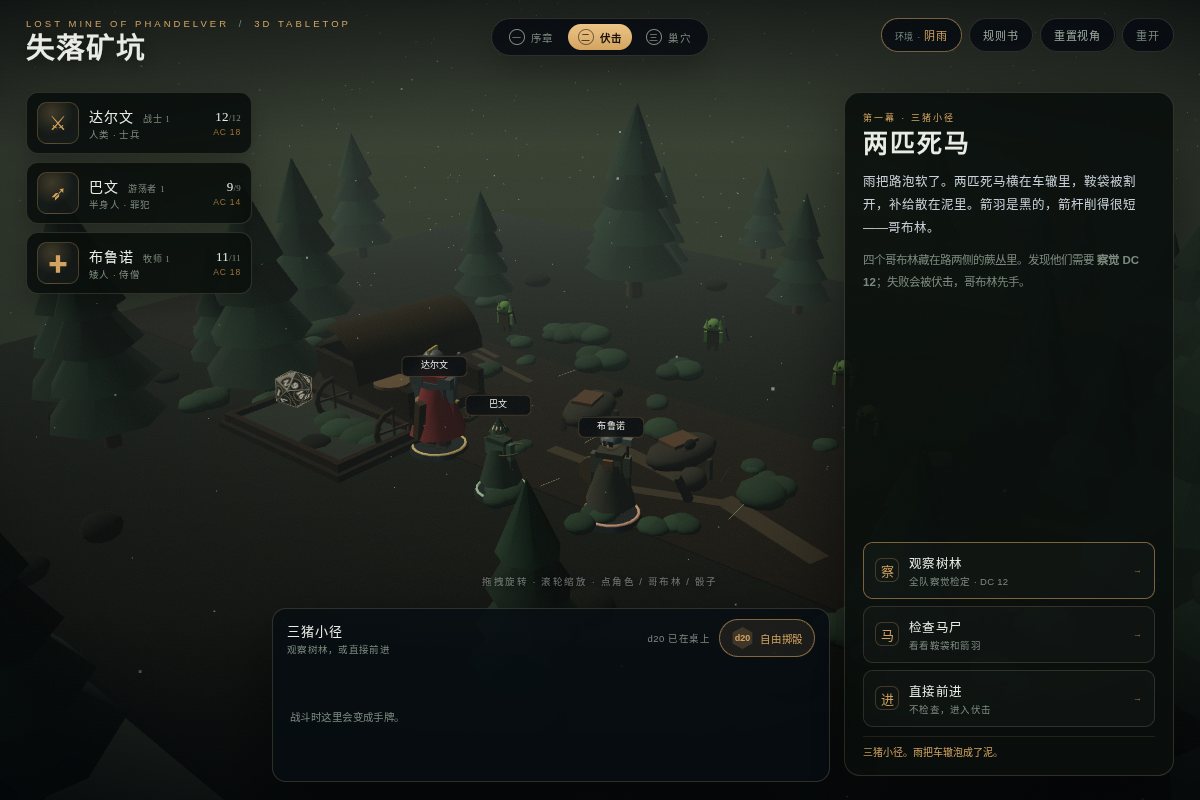 LOST MINE OF PHANDELVER / 3D TABLETOP
失落矿坑
一 序章
二 伏击
三 巢穴
环境 · 阴雨
规则书
重置视角
重开
达尔文 战士 1
人类 · 士兵
12/12
AC 18
巴文 游荡者 1
半身人 · 罪犯
9/9
AC 14
布鲁诺 牧师 1
矮人 · 侍僧
11/11
AC 18
达尔文
巴文
布鲁诺
拖拽旋转 · 滚轮缩放 · 点角色 / 哥布林 / 骰子
三猪小径
观察树林，或直接前进
d20 已在桌上
d20 自由掷骰
战斗时这里会变成手牌。
第一幕 · 三猪小径
两匹死马
雨把路泡软了。两匹死马横在车辙里，鞍袋被割
开，补给散在泥里。箭羽是黑的，箭杆削得很短
——哥布林。
四个哥布林藏在路两侧的蕨丛里。发现他们需要 察觉 DC
12；失败会被伏击，哥布林先手。
察 观察树林 →
全队察觉检定 · DC 12
马 检查马尸 →
看看鞍袋和箭羽
进 直接前进 →
不检查，进入伏击
三猪小径。雨把车辙泡成了泥。